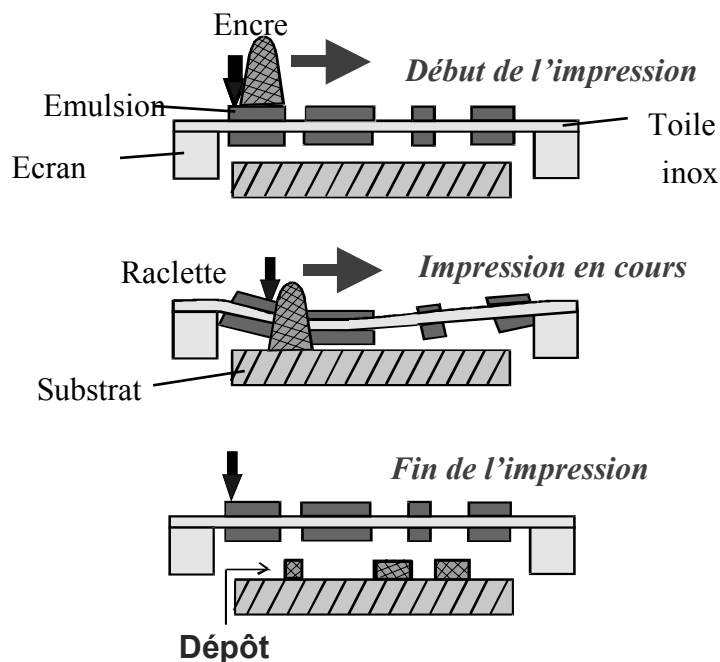 Encre
Début de l'impression
Emulsion
Toile
inox
Ecran
Raclette
Impression en cours
Substrat
Fin de l'impression
Dépôt